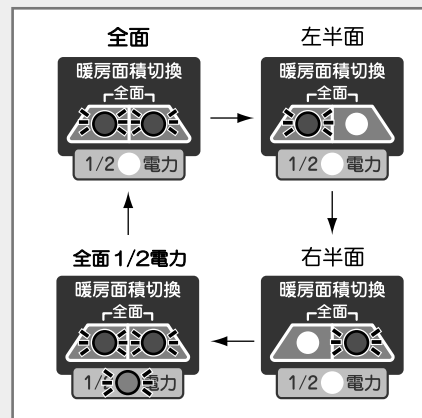 全面
暖房面積切換
全面
1/2 電力
左半面
暖房面積切換
全面
1/2 電力
全面1/2電力
暖房面積切換
全面
1/ 電力
右半面
暖房面積切換
全面
1/2 電力